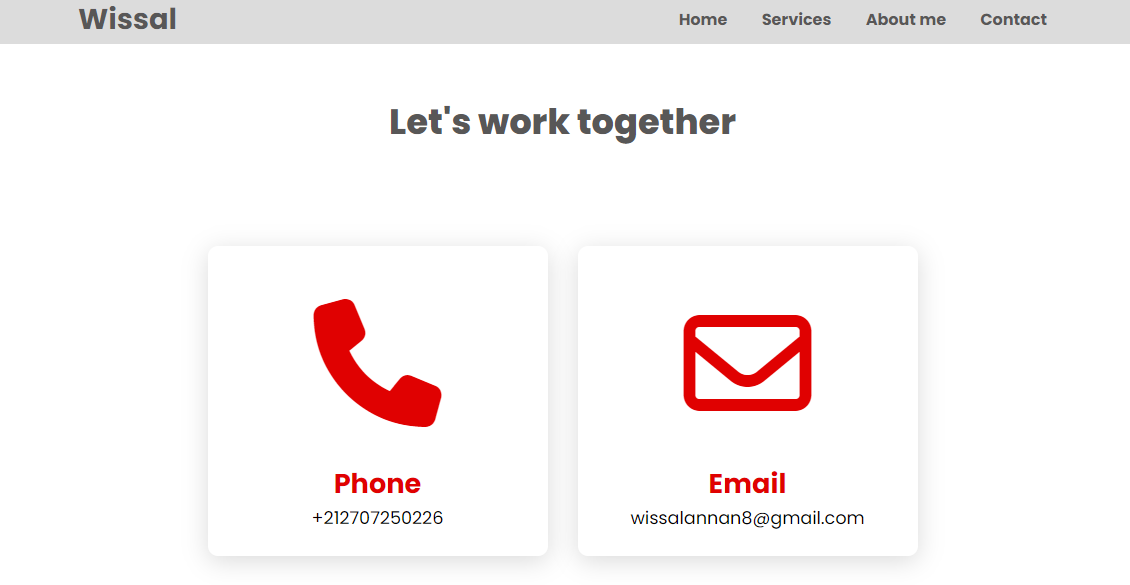 Wissal
Home Services About me Contact
Let's work together
Phone
+212707250226
Email
wissalannan8@gmail.com